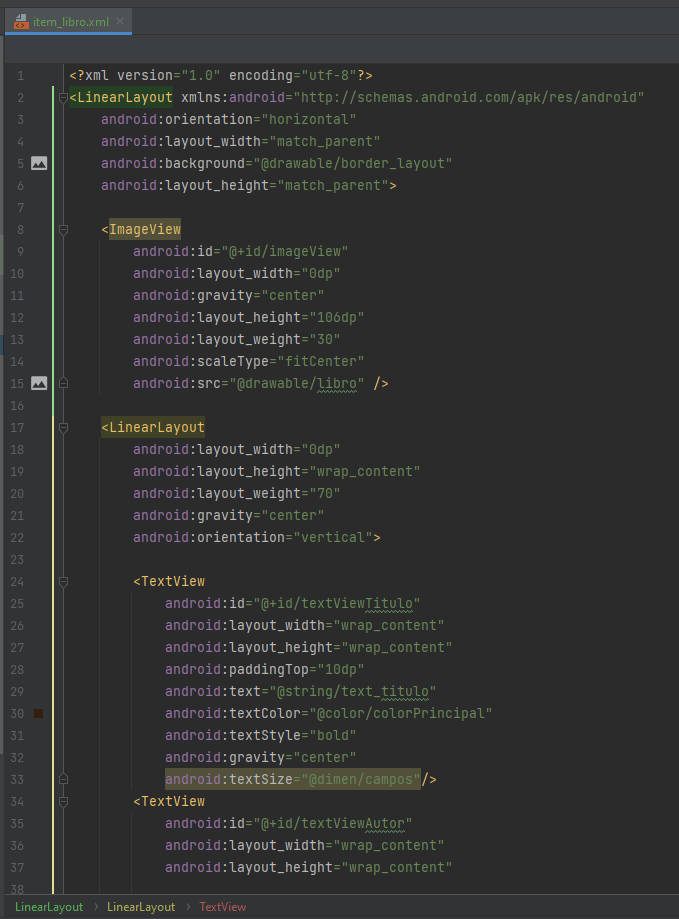 item_libro.xml
1 <?xml version="1.0" encoding="utf-8"?>
2 <LinearLayout xmlns:android="http://schemas.android.com/apk/res/android"
3 android:orientation="horizontal"
4 android:layout_width="match_parent"
5 android:background="@drawable/border_layout"
6 android:layout_height="match_parent">
7
8 <ImageView
9 android:id="@+id/imageView"
10 android:layout_width="0dp"
11 android:gravity="center"
12 android:layout_height="106dp"
13 android:layout_weight="30"
14 android:scaleType="fitCenter"
15 android:src="@drawable/libro" />
16
17 <LinearLayout
18 android:layout_width="0dp"
19 android:layout_height="wrap_content"
20 android:layout_weight="70"
21 android:gravity="center"
22 android:orientation="vertical">
23
24 <TextView
25 android:id="@+id/textViewTitulo"
26 android:layout_width="wrap_content"
27 android:layout_height="wrap_content"
28 android:paddingTop="10dp"
29 android:text="@string/text_titulo"
30 android:textColor="@color/colorPrincipal"
31 android:textStyle="bold"
32 android:gravity="center"
33 android:textSize="@dimen/campos"/>
34 <TextView
35 android:id="@+id/textViewAutor"
36 android:layout_width="wrap_content"
37 android:layout_height="wrap_content"
38
LinearLayout › LinearLayout › TextView